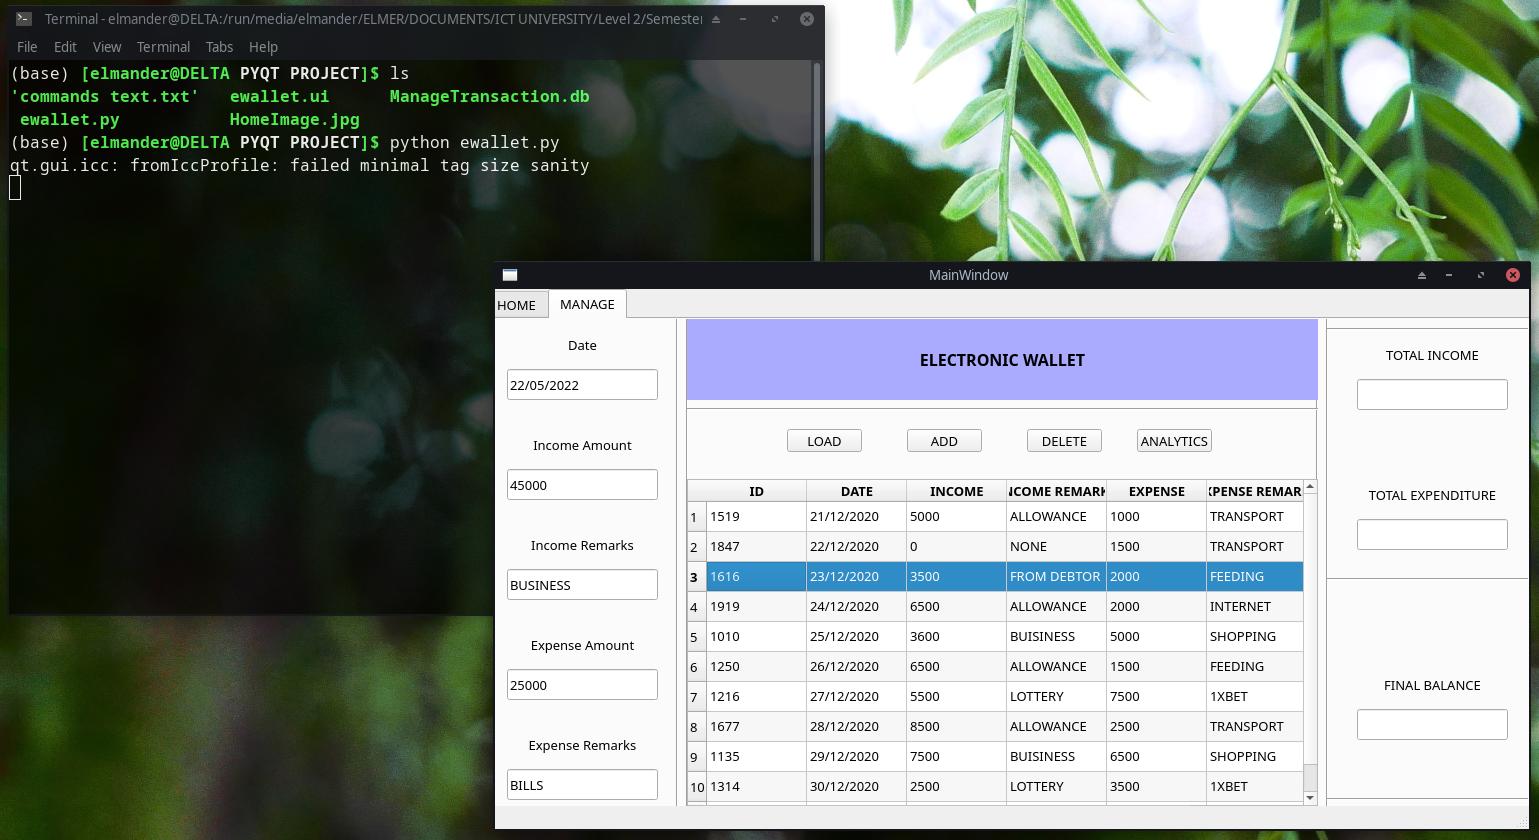 Terminal - elmander@DELTA:/run/media/elmander/ELMER/DOCUMENTS/ICT UNIVERSITY/Level 2/Semester
File Edit View Terminal Tabs Help
(base) [elmander@DELTA PYQT PROJECT]$ ls
'commands text.txt' ewallet.ui ManageTransaction.db
ewallet.py HomeImage.jpg
(base) [elmander@DELTA PYQT PROJECT]$ python ewallet.py
qt.gui.icc: fromIccProfile: failed minimal tag size sanity
MainWindow
HOME MANAGE
Date
22/05/2022
Income Amount
45000
Income Remarks
BUSINESS
Expense Amount
25000
Expense Remarks
BILLS
ELECTRONIC WALLET
LOAD ADD DELETE ANALYTICS
ID DATE INCOME NCOME REMARK EXPENSE XPENSE REMAR
1 1519 21/12/2020 5000 ALLOWANCE 1000 TRANSPORT
2 1847 22/12/2020 0 NONE 1500 TRANSPORT
3 1616 23/12/2020 3500 FROM DEBTOR 2000 FEEDING
4 1919 24/12/2020 6500 ALLOWANCE 2000 INTERNET
5 1010 25/12/2020 3600 BUISINESS 5000 SHOPPING
6 1250 26/12/2020 6500 ALLOWANCE 1500 FEEDING
7 1216 27/12/2020 5500 LOTTERY 7500 1XBET
8 1677 28/12/2020 8500 ALLOWANCE 2500 TRANSPORT
9 1135 29/12/2020 7500 BUISINESS 6500 SHOPPING
10 1314 30/12/2020 2500 LOTTERY 3500 1XBET
TOTAL INCOME
TOTAL EXPENDITURE
FINAL BALANCE